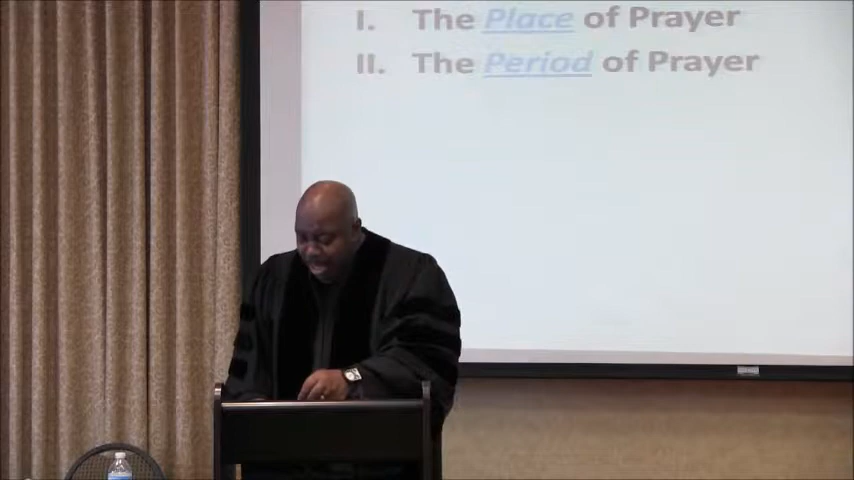 I. The Place of Prayer
II. The Period of Prayer